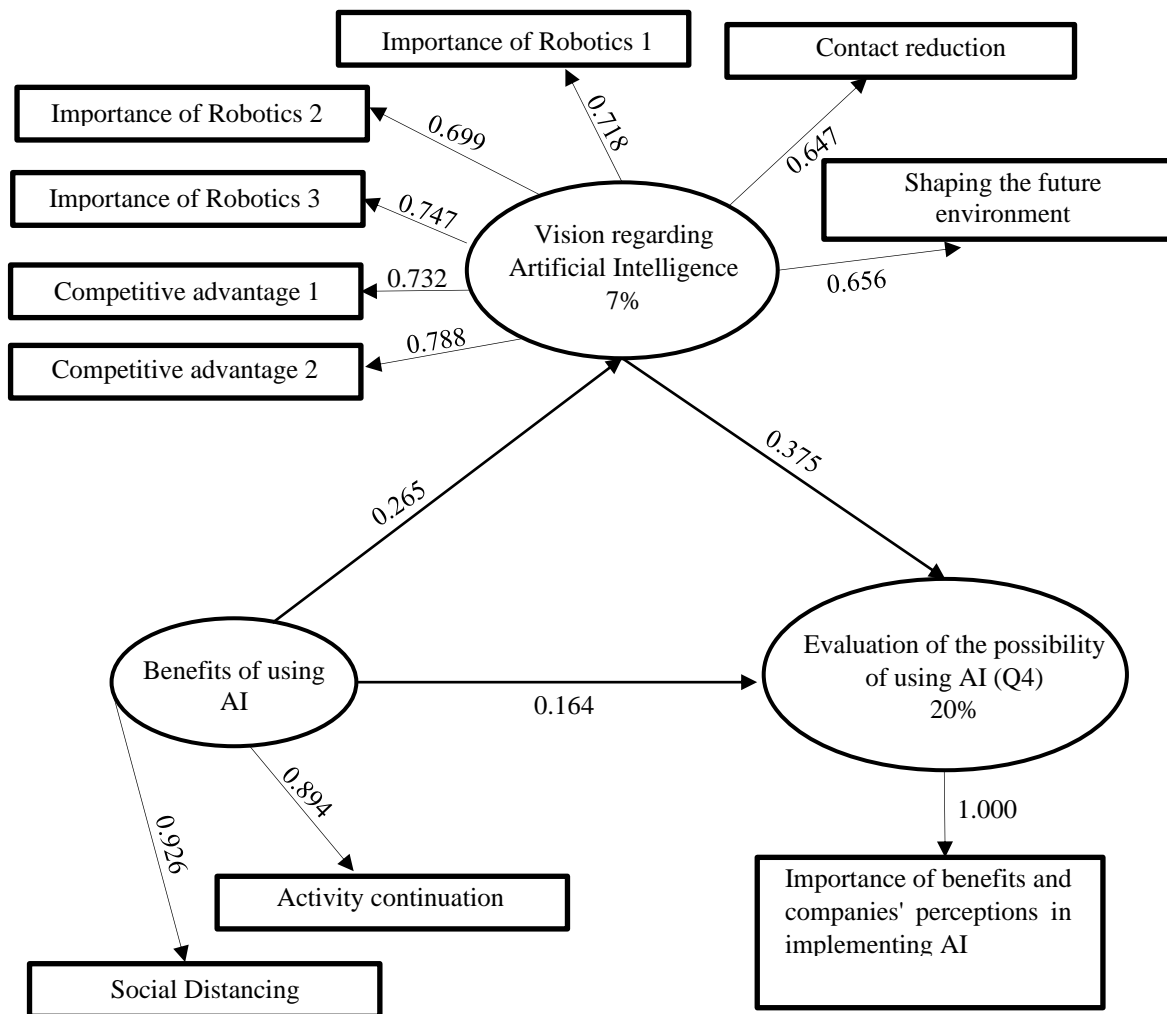 Importance of Robotics 1
Contact reduction
Importance of Robotics 2
0.699
0.718
0.647
Importance of Robotics 3
0.747
Shaping the future
environment
Vision regarding
Artificial Intelligence
7%
0.656
Competitive advantage 1
0.732
Competitive advantage 2
0.788
0.265
0.375
Benefits of using
AI
0.164
Evaluation of the possibility
of using AI (Q4)
20%
0.926
0.894
1.000
Activity continuation
Social Distancing
Importance of benefits and
companies' perceptions in
implementing AI